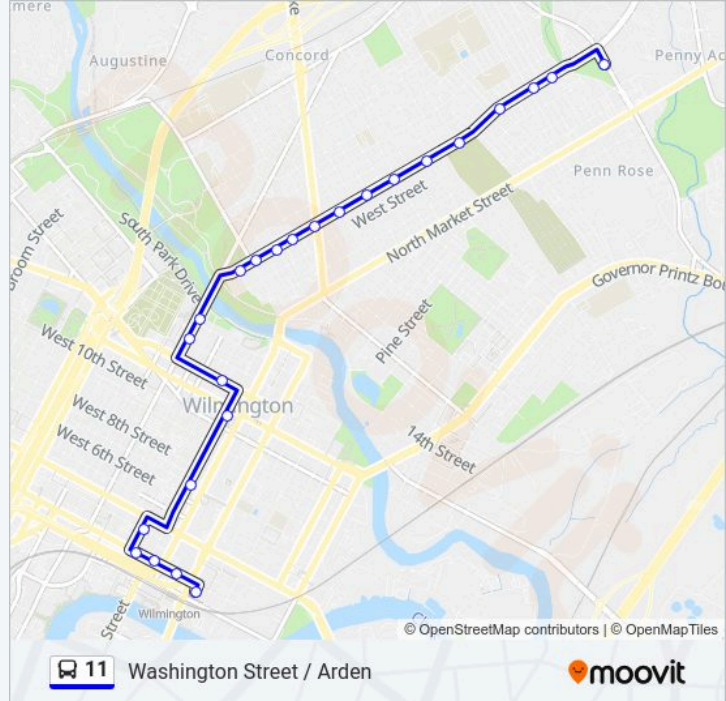 mere
ke
Augustine
Concord
Penny Ac
Penn Rose
West Street
North Market Street
South Park Drive
Broom Street
Governor Printz Bou
Pine Street
West 10th Street
Wilmington
West 8th Street
14th Street
West 6th Street
Street
Wilmington
© OpenStreetMap contributors | © OpenMapTiles
11 Washington Street / Arden
moovit